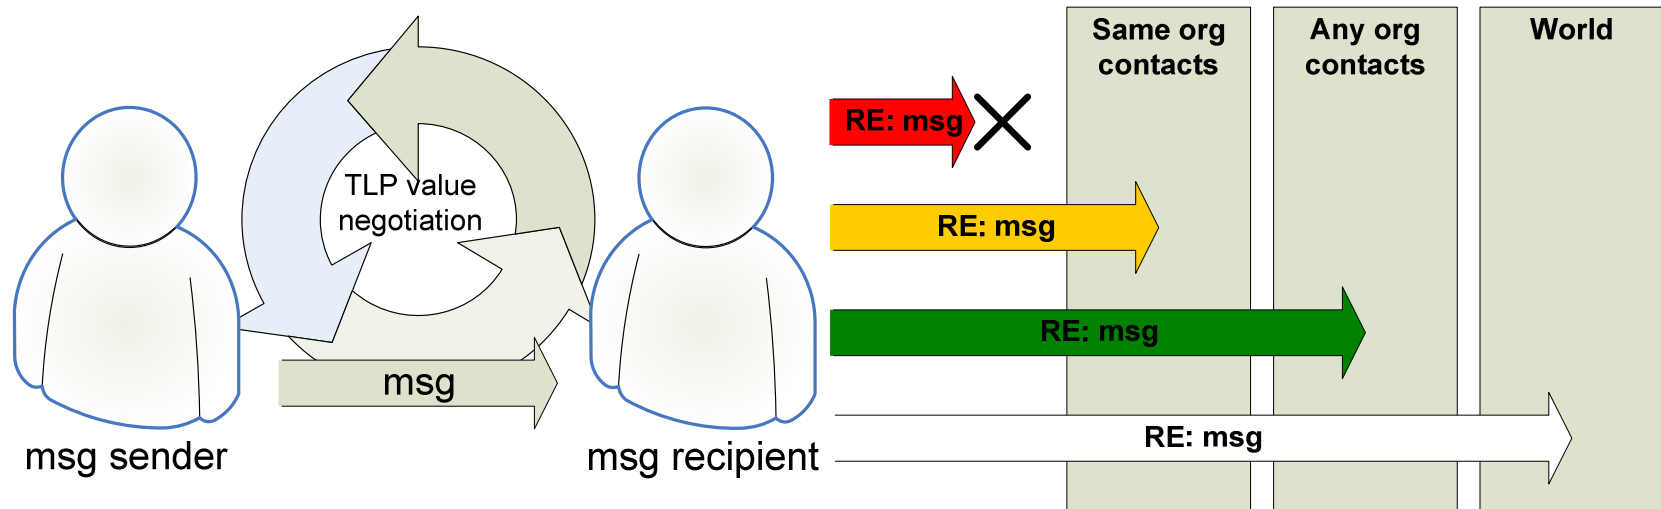 TLP value
negotiation
msg
msg sender
msg recipient
Same org
contacts
Any org
contacts
World
RE: msg
RE: msg
RE: msg
RE: msg